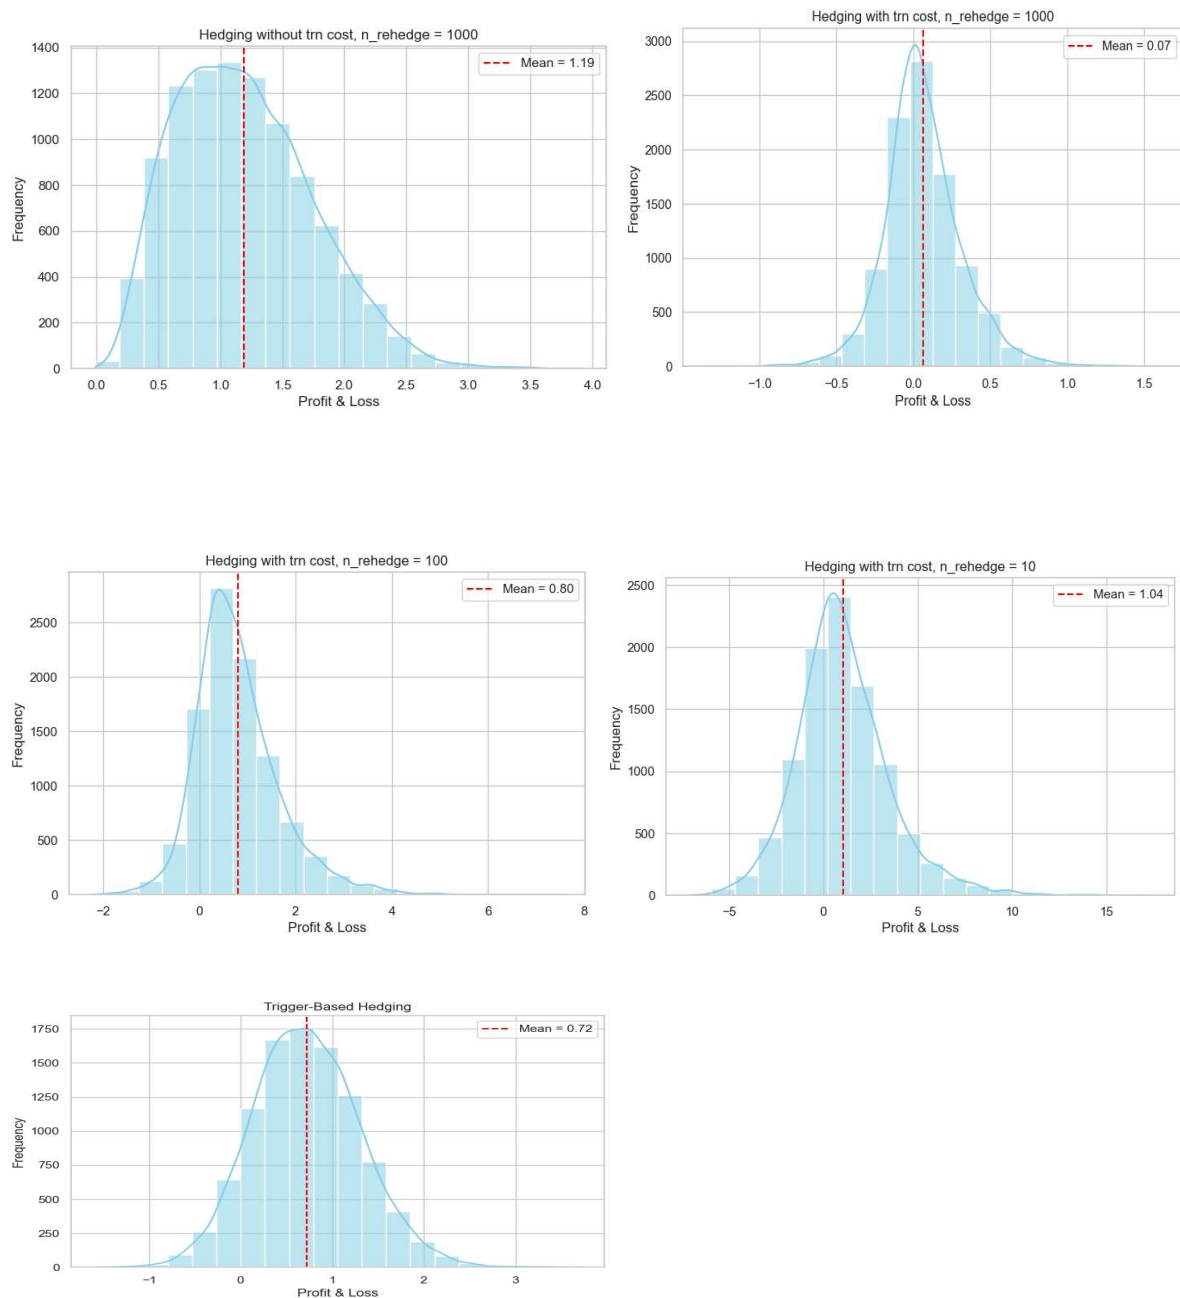 Hedging without trn cost, n_rehedge = 1000
Mean = 1.19
1400
1200
1000
800
600
400
200
0
Frequency
0.0 0.5 1.0 1.5 2.0 2.5 3.0 3.5 4.0
Profit & Loss
Hedging with trn cost, n_rehedge = 1000
Mean = 0.07
3000
2500
2000
1500
1000
500
0
Frequency
−1.0 −0.5 0.0 0.5 1.0 1.5
Profit & Loss
Hedging with trn cost, n_rehedge = 100
Mean = 0.80
2500
2000
1500
1000
500
0
Frequency
−2 0 2 4 6 8
Profit & Loss
Hedging with trn cost, n_rehedge = 10
Mean = 1.04
2500
2000
1500
1000
500
0
Frequency
−5 0 5 10 15
Profit & Loss
Trigger-Based Hedging
Mean = 0.72
1750
1500
1250
1000
750
500
250
0
Frequency
−1 0 1 2 3
Profit & Loss